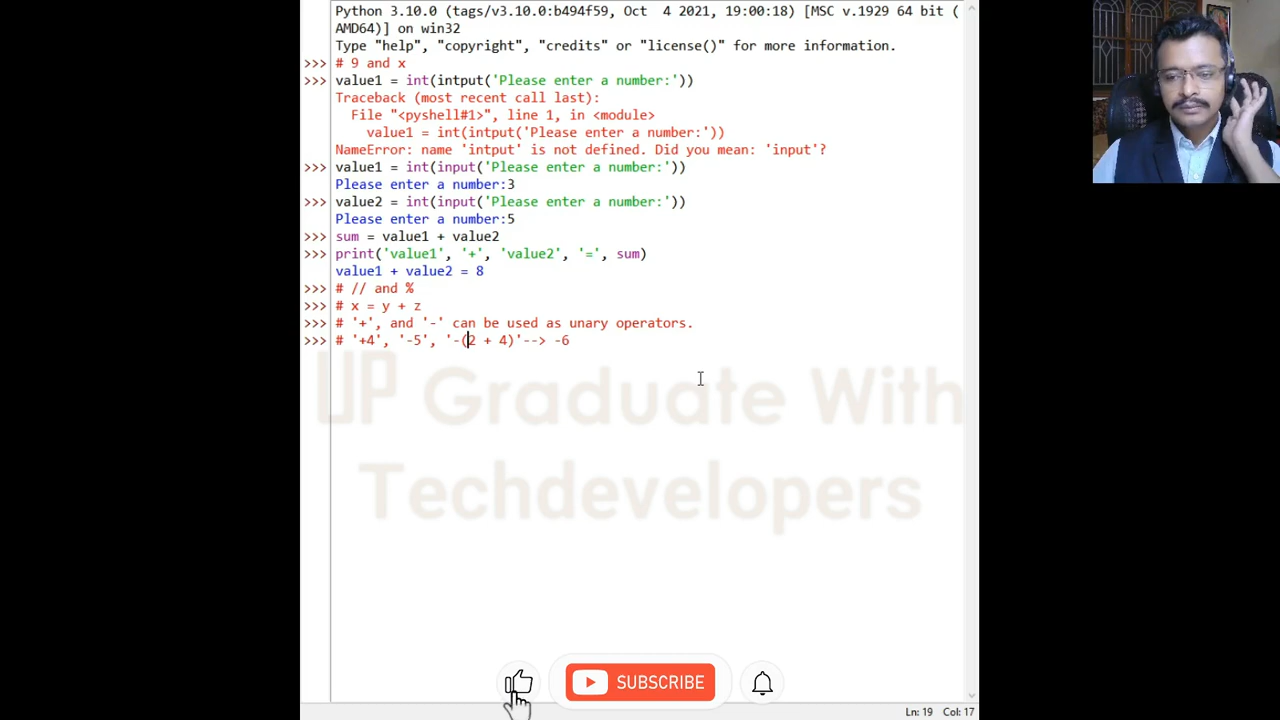 Python 3.10.0 (tags/v3.10.0:b494f59, Oct  4 2021, 19:00:18) [MSC v.1929 64 bit (
AMD64)] on win32
Type "help", "copyright", "credits" or "license()" for more information.
>>> # 9 and x
>>> value1 = int(intput('Please enter a number:'))
Traceback (most recent call last):
  File "<pyshell#1>", line 1, in <module>
    value1 = int(intput('Please enter a number:'))
NameError: name 'intput' is not defined. Did you mean: 'input'?
>>> value1 = int(input('Please enter a number:'))
Please enter a number:3
>>> value2 = int(input('Please enter a number:'))
Please enter a number:5
>>> sum = value1 + value2
>>> print('value1', '+', 'value2', '=', sum)
value1 + value2 = 8
>>> # // and %
>>> # x = y + z
>>> # '+', and '-' can be used as unary operators.
>>> # '+4', '-5', '-(2 + 4)'--> -6
UP Graduate With
Techdevelopers
SUBSCRIBE
Ln: 19 Col: 17